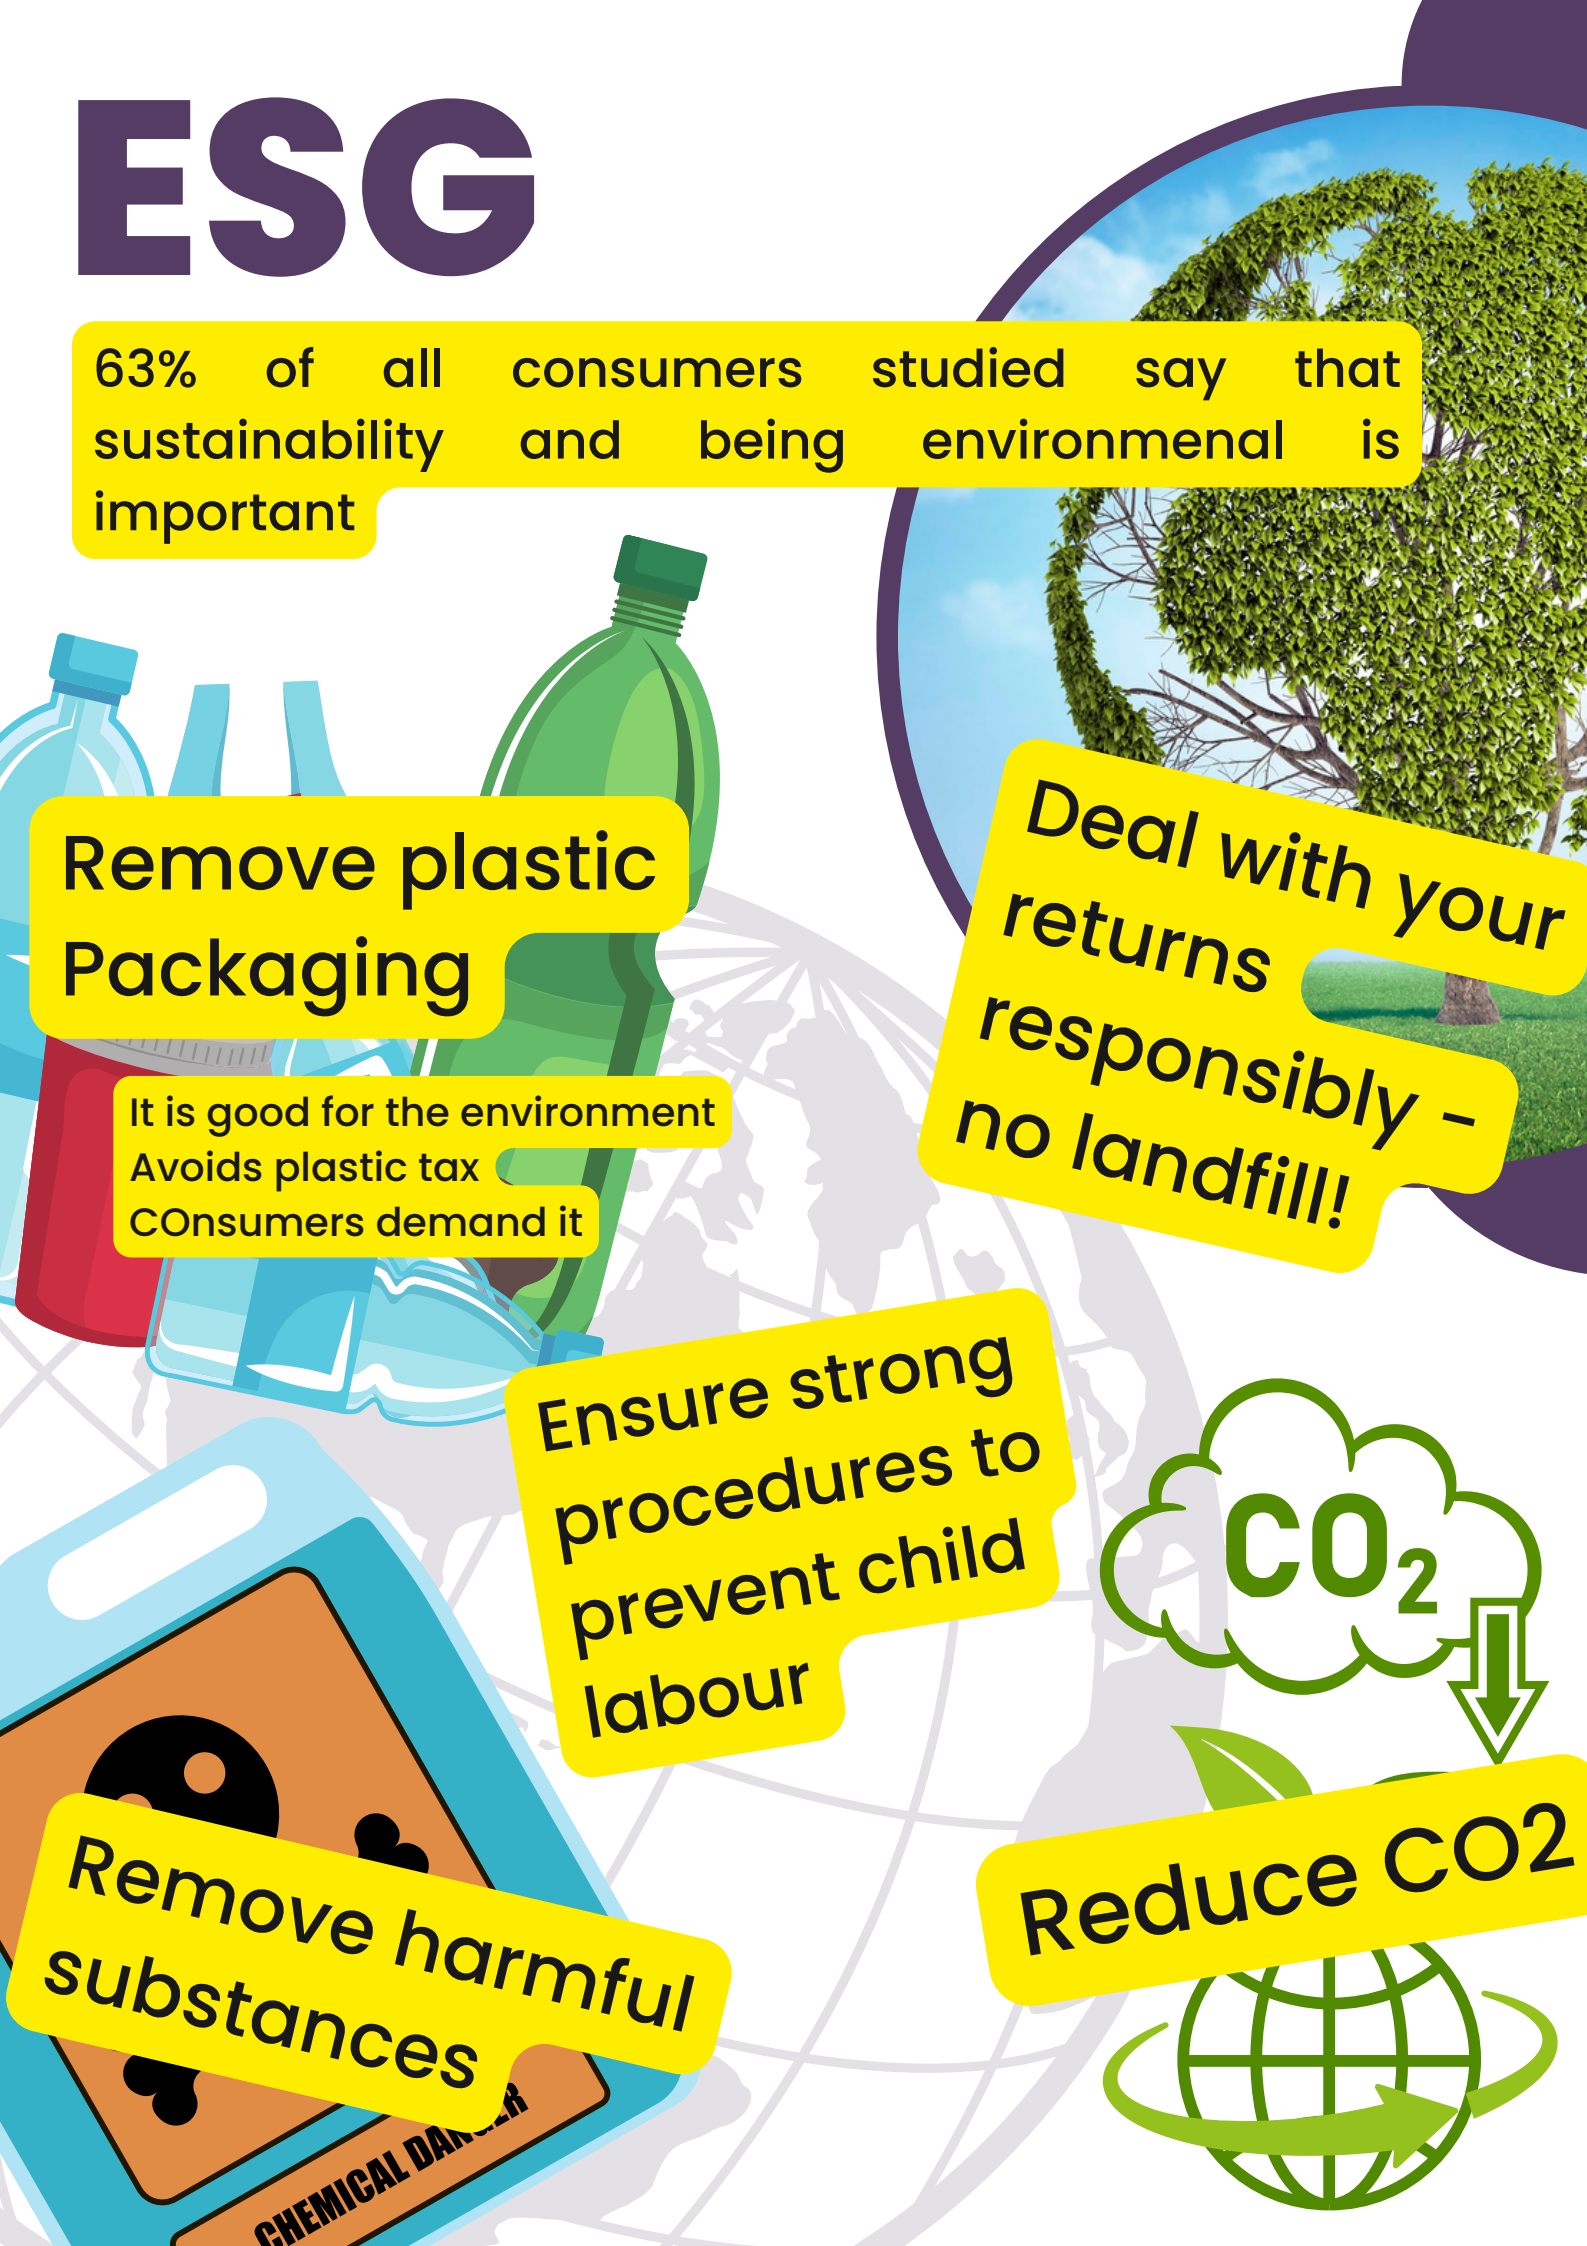 ESG
63% of all consumers studied say that
sustainability and being environmenal is
important
Remove plastic
Packaging
It is good for the environment
Avoids plastic tax
COnsumers demand it
Deal with your
returns
responsibly -
no landfill!
Ensure strong
procedures to
prevent child
labour
CO₂
Reduce CO2
Remove harmful
substances
CHEMICAL DANGER